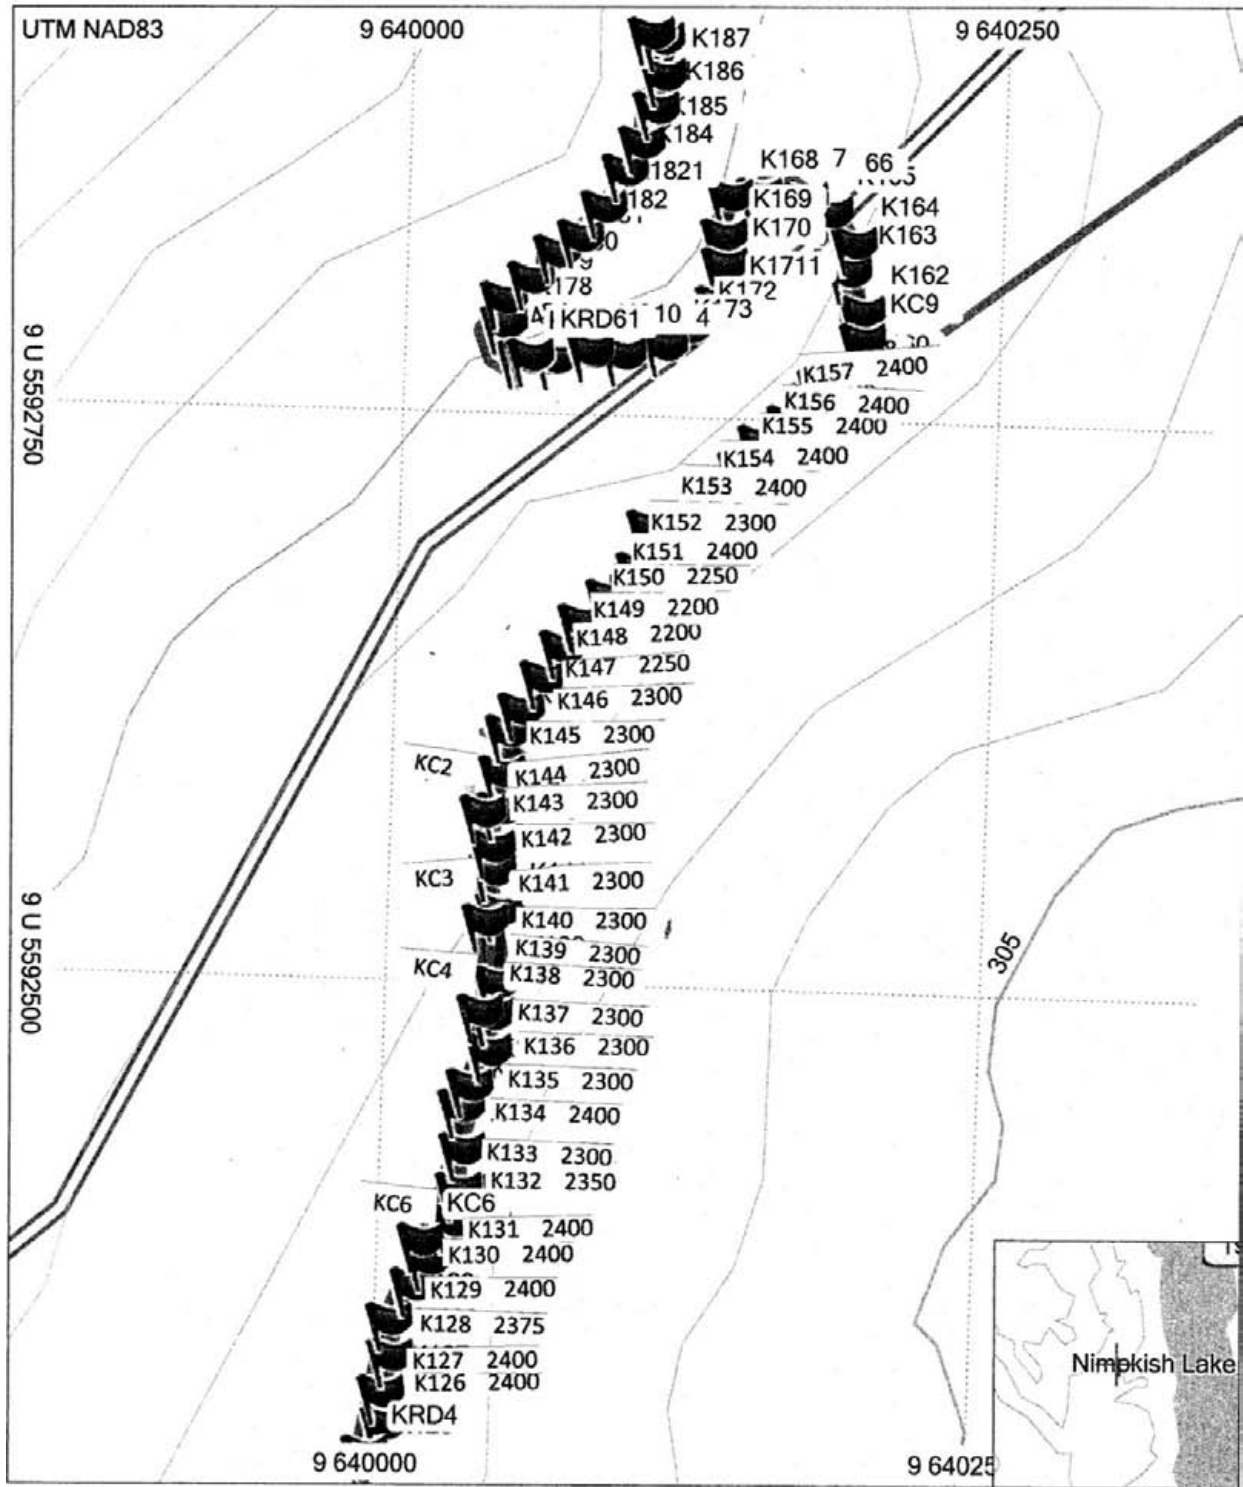 UTM NAD83
9 640000
9 640250
K187
K186
K185
K184
1821
182
K168 7 66
K169
K164
K170
K163
K1711
K162
178
K172
KC9
73
KRD61 10 4
K157 2400
K156 2400
9 U 5592750
K155 2400
K154 2400
K153 2400
K152 2300
K151 2400
K150 2250
K149 2200
K148 2200
K147 2250
K146 2300
K145 2300
KC2
K144 2300
K143 2300
K142 2300
KC3
K141 2300
K140 2300
K139 2300
305
KC4
K138 2300
9 U 5592500
K137 2300
K136 2300
K135 2300
K134 2400
K133 2300
K132 2350
KC6 KC6
K131 2400
K130 2400
K129 2400
K128 2375
K127 2400
Nimpkish Lake
K126 2400
KRD4
9 640000
9 64025